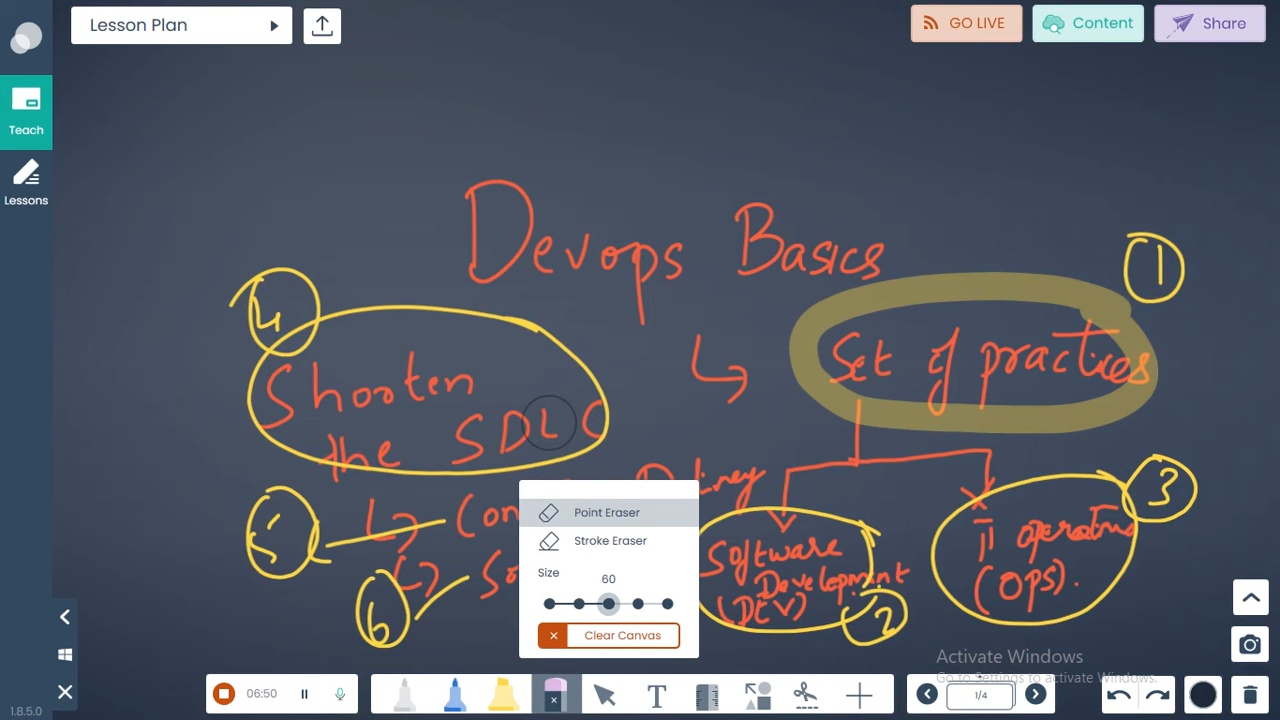 Lesson Plan
GO LIVE
Content
Share
Teach
Lessons
Devops Basics
1
4
Set of practices
Shorten
the SDLC
3
5
6
Point Eraser
Stroke Eraser
Size
60
Clear Canvas
Software
Development
(DEV)
2
IT operations
(OPS).
Activate Windows
Go to Settings to activate Windows.
06:50
1/4
1.8.5.0